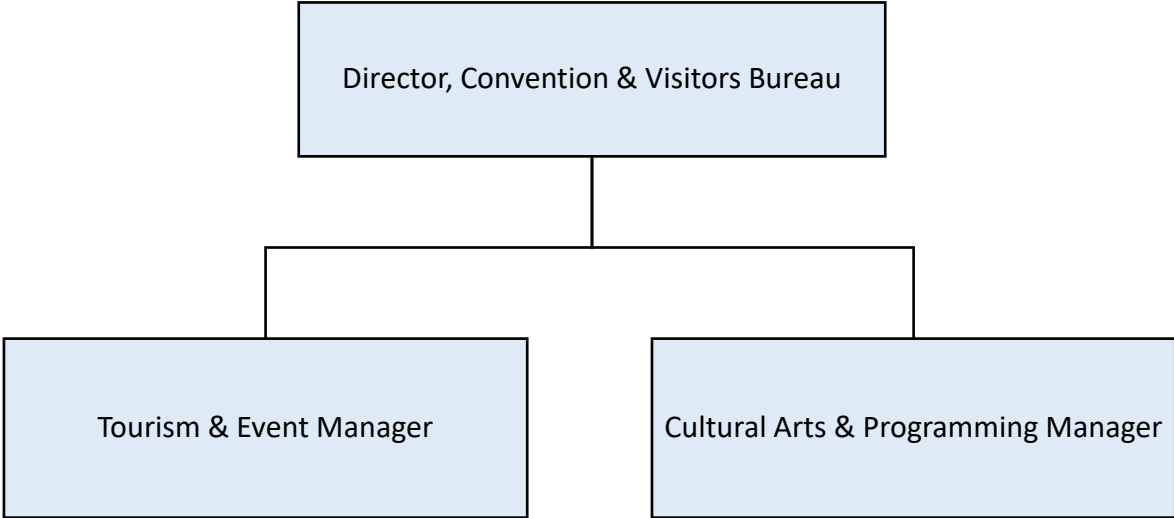 Director, Convention & Visitors Bureau
Tourism & Event Manager
Cultural Arts & Programming Manager